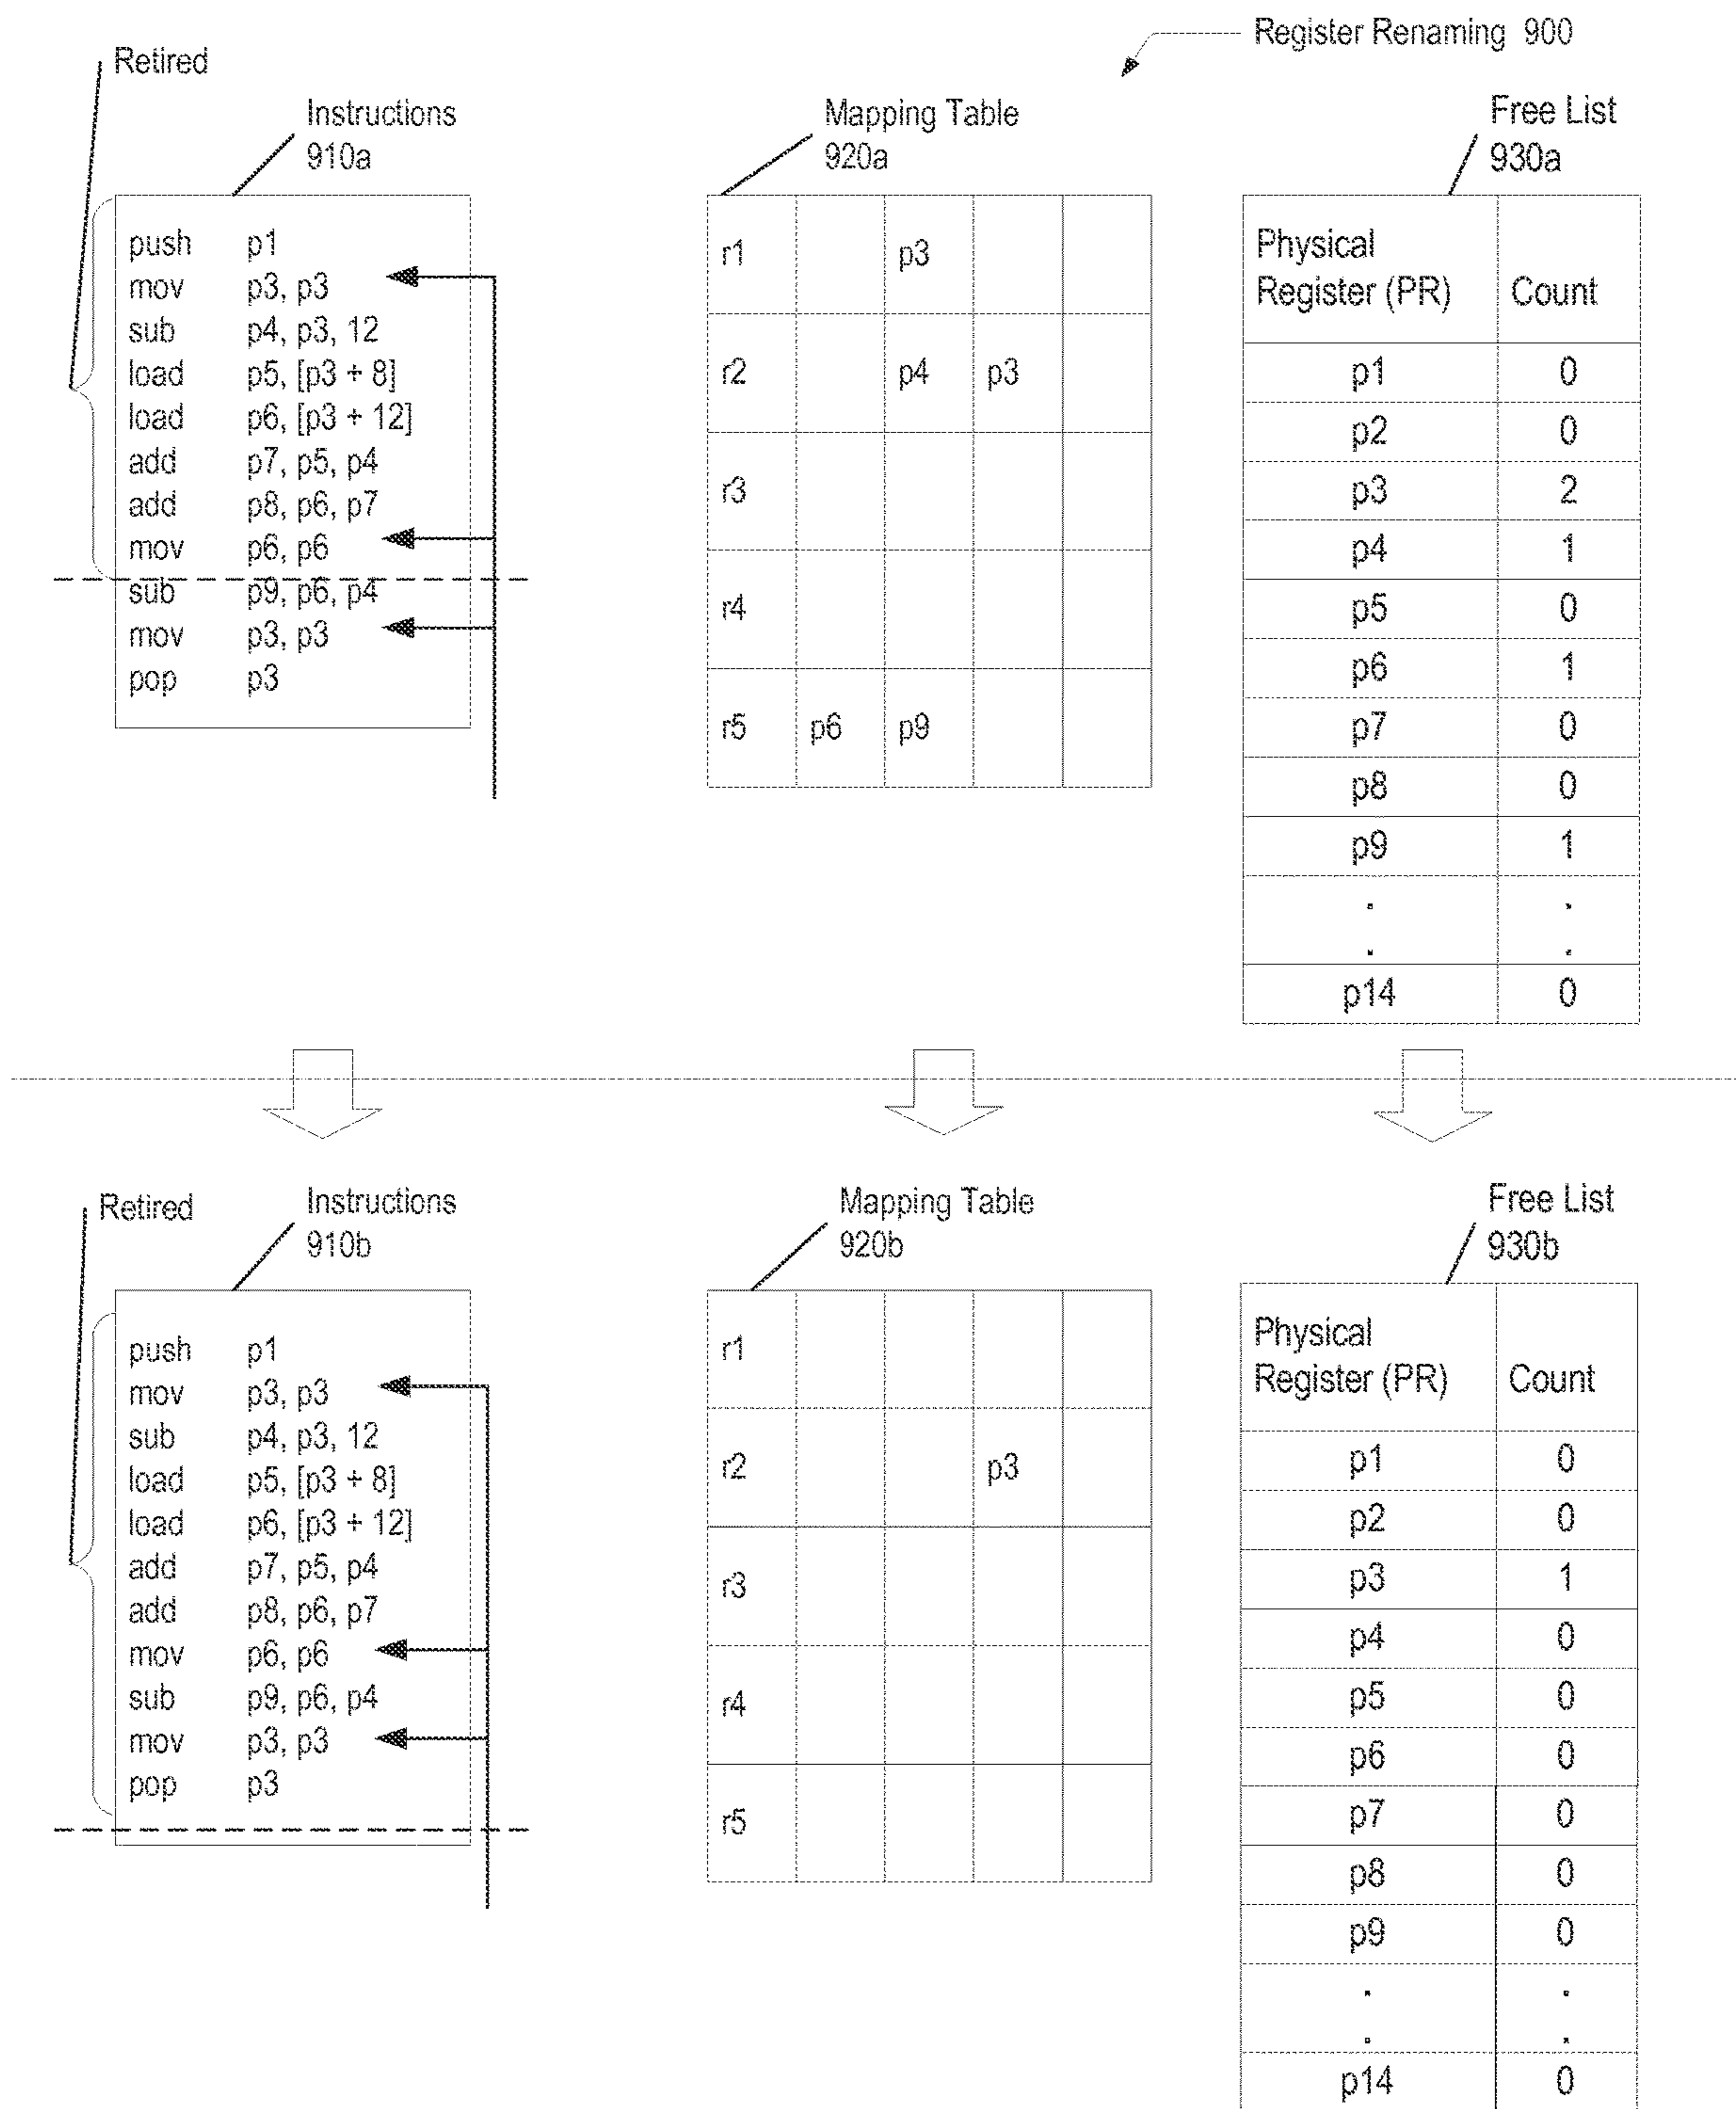 Register Renaming 900
Retired
Instructions
910a
Mapping Table
920a
Free List
930a
push p1
mov p3, p3
sub p4, p3, 12
load p5, [p3 + 8]
load p6, [p3 + 12]
add p7, p5, p4
add p8, p6, p7
mov p6, p6
sub p9, p6, p4
mov p3, p3
pop p3
r1 p3
r2 p4 p3
r3
r4
r5 p6 p9
Physical
Register (PR) Count
p1 0
p2 0
p3 2
p4 1
p5 0
p6 1
p7 0
p8 0
p9 1
. .
. .
p14 0
Retired
Instructions
910b
Mapping Table
920b
Free List
930b
push p1
mov p3, p3
sub p4, p3, 12
load p5, [p3 + 8]
load p6, [p3 + 12]
add p7, p5, p4
add p8, p6, p7
mov p6, p6
sub p9, p6, p4
mov p3, p3
pop p3
r1
r2 p3
r3
r4
r5
Physical
Register (PR) Count
p1 0
p2 0
p3 1
p4 0
p5 0
p6 0
p7 0
p8 0
p9 0
. .
. .
p14 0